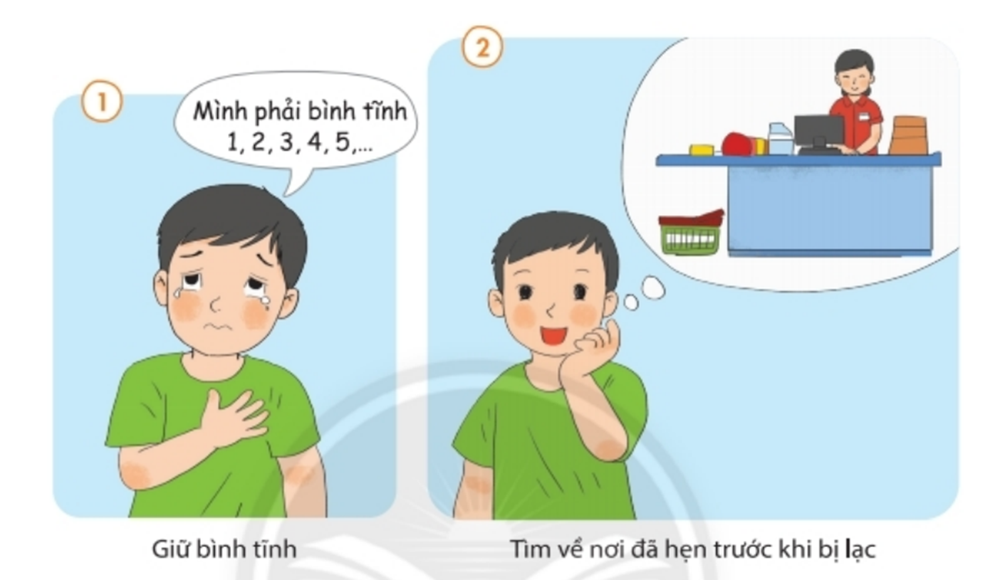 1
Mình phải bình tĩnh
1, 2, 3, 4, 5,...
Giữ bình tĩnh
2
Tìm về nơi đã hẹn trước khi bị lạc